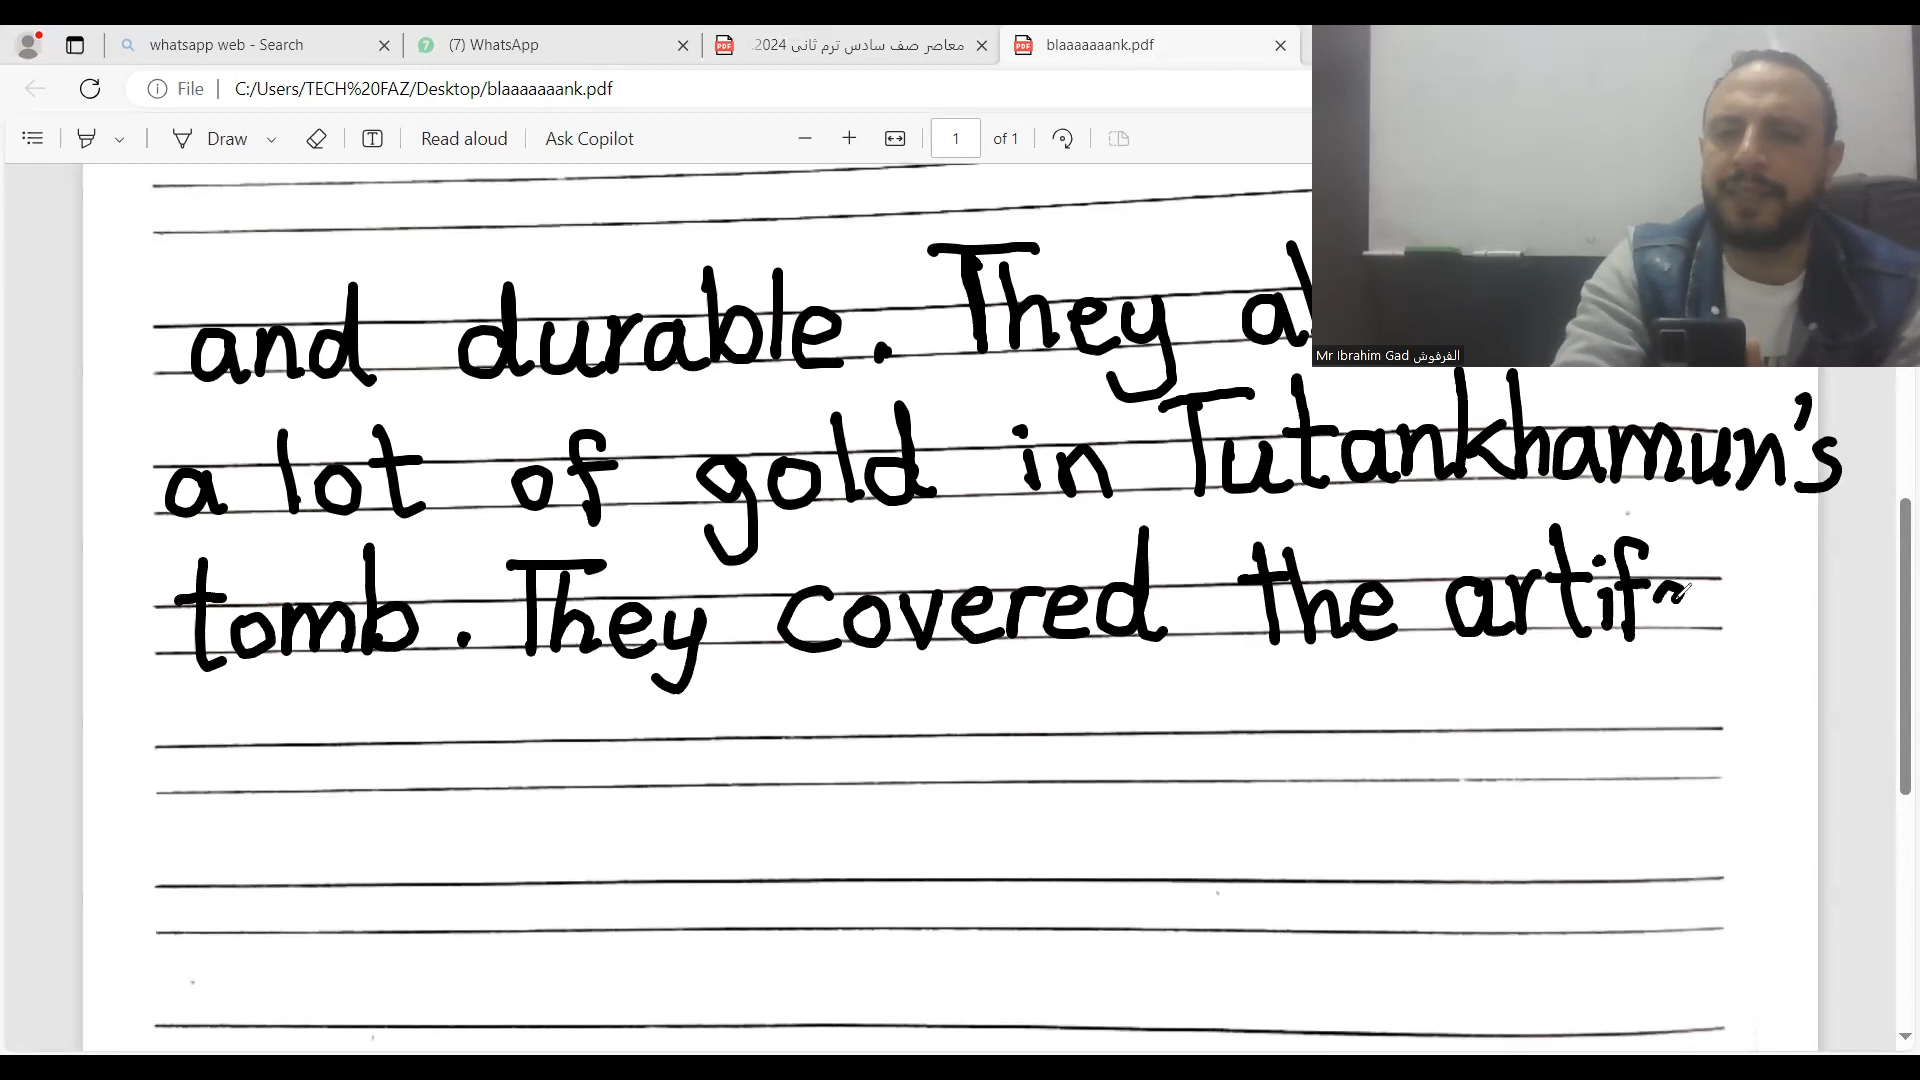 whatsapp web - Search
(7) WhatsApp
معاصر صف سادس ترم ثانى 2024
blaaaaaaank.pdf
File
C:/Users/TECH%20FAZ/Desktop/blaaaaaaank.pdf
Draw
Read aloud
Ask Copilot
1 of 1
and durable. They al
a lot of gold in Tutankhamun's
tomb. They covered the artif
Mr Ibrahim Gad الفرفوش